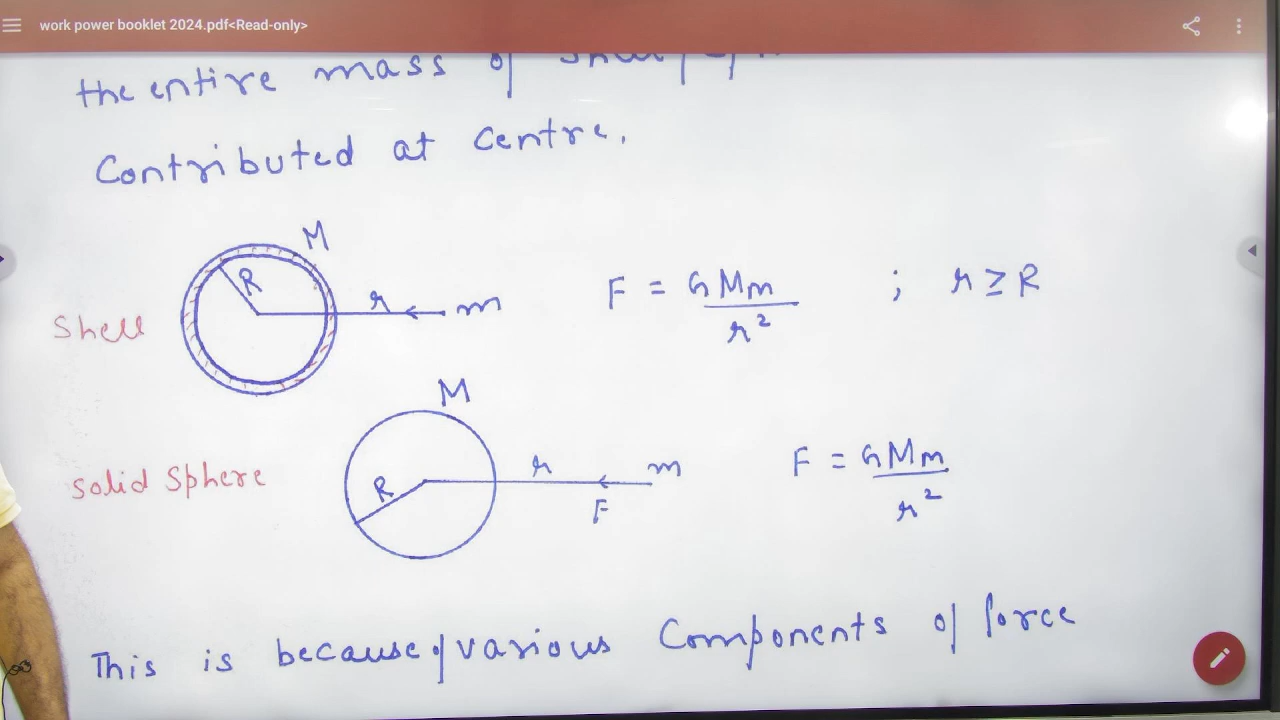 work power booklet 2024.pdf<Read-only>
the entire mass of
Contributed at centre.
M
R
Shell
r m
F = GMm / r² ; r ≥ R
M
Solid Sphere
R
r m
F
F = GMm / r²
This is because of various Components of force